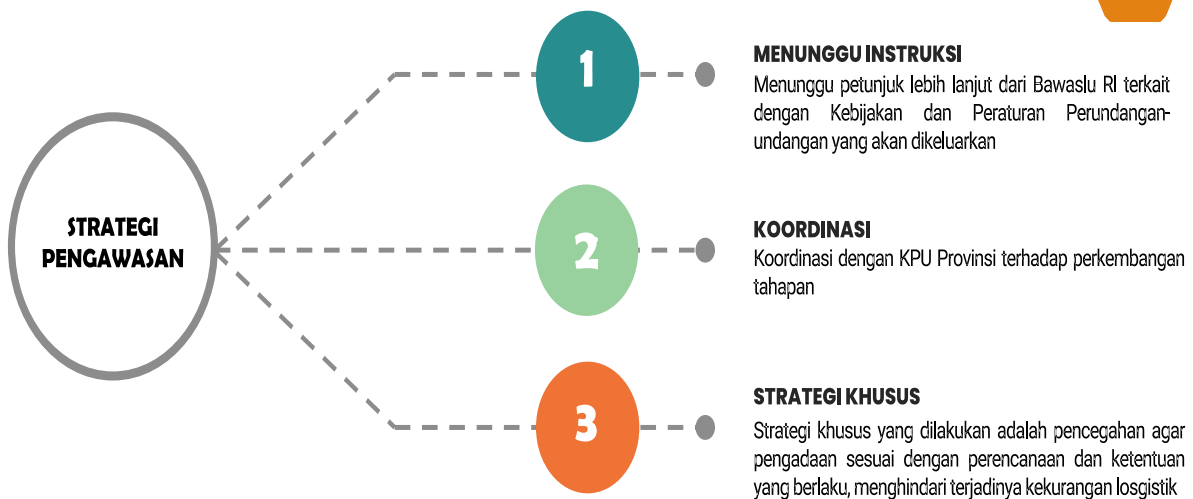 STRATEGI
PENGAWASAN
1
MENUNGGU INSTRUKSI
Menunggu petunjuk lebih lanjut dari Bawaslu RI terkait
dengan Kebijakan dan Peraturan Perundangan-
undangan yang akan dikeluarkan
2
KOORDINASI
Koordinasi dengan KPU Provinsi terhadap perkembangan
tahapan
3
STRATEGI KHUSUS
Strategi khusus yang dilakukan adalah pencegahan agar
pengadaan sesuai dengan perencanaan dan ketentuan
yang berlaku, menghindari terjadinya kekurangan losgistik